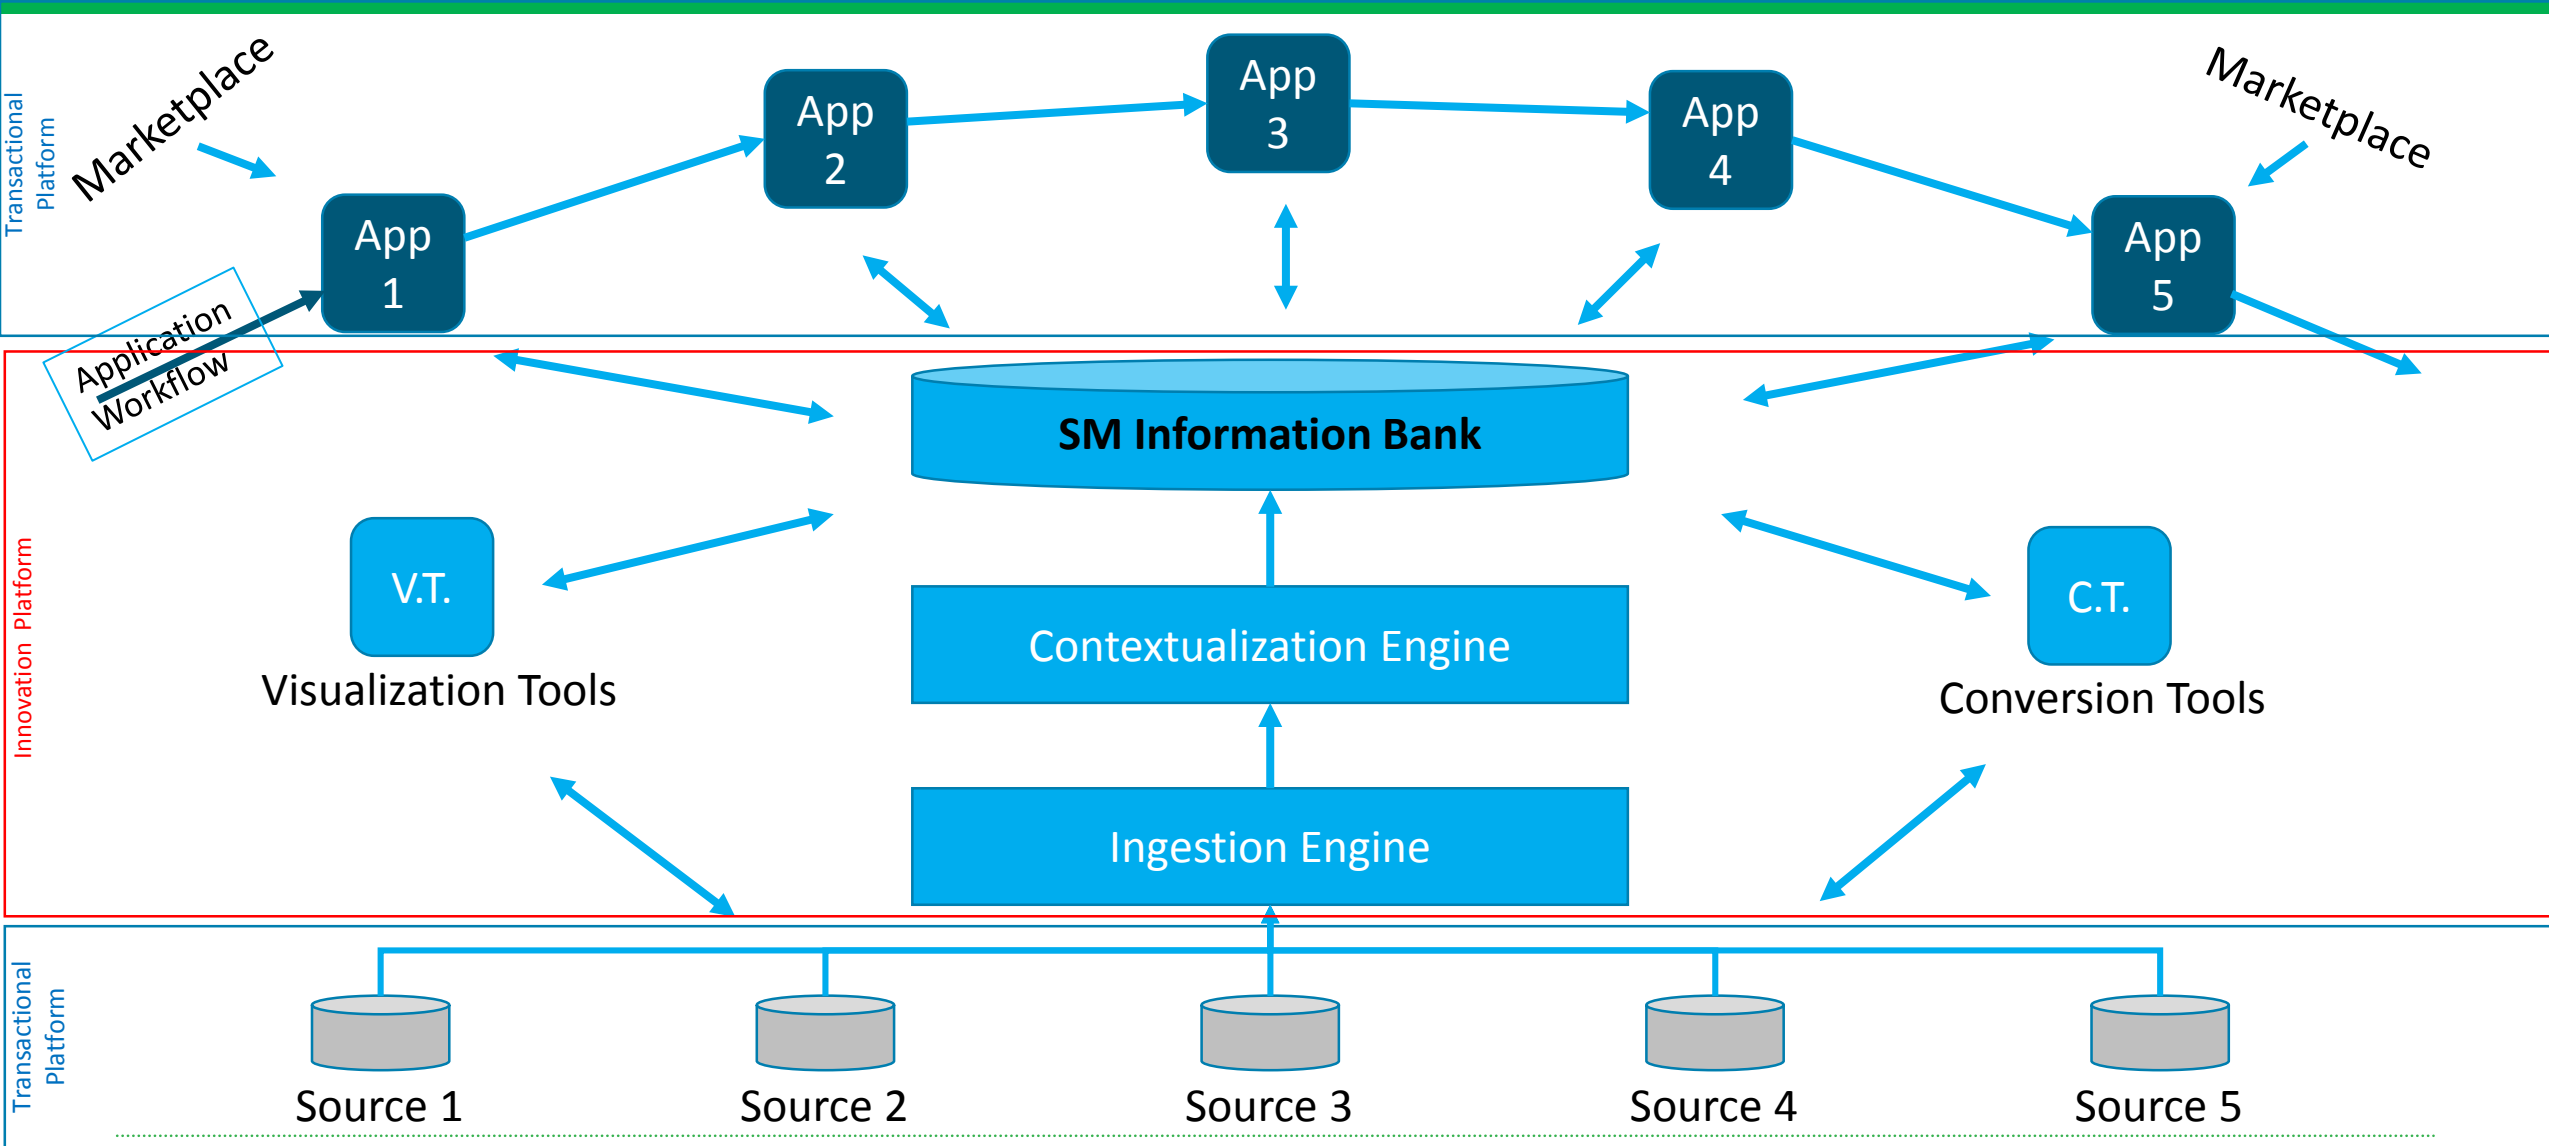 Transactional
Platform
Marketplace
App
1
App
2
App
3
App
4
App
5
Marketplace
Application
Workflow
Innovation Platform
SM Information Bank
V.T.
Visualization Tools
Contextualization Engine
C.T.
Conversion Tools
Ingestion Engine
Transactional
Platform
Source 1
Source 2
Source 3
Source 4
Source 5